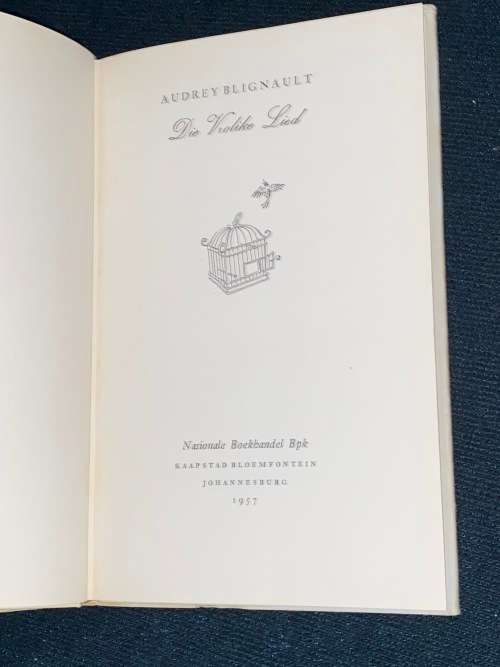 AUDREY BLIGNAULT
Die Vrolike Lied
Nasionale Boekhandel Bpk
KAAPSTAD BLOEMFONTEIN
JOHANNESBURG
1957